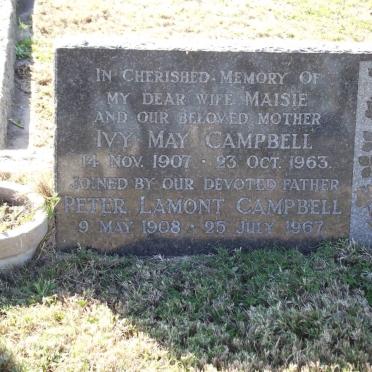 In Cherished Memory Of
my dear wife Maisie
and our beloved mother
Ivy May Campbell
14 Nov. 1907 · 23 Oct. 1963.
Joined by our devoted father
Peter Lamont Campbell
9 May 1908 · 25 July 1967.